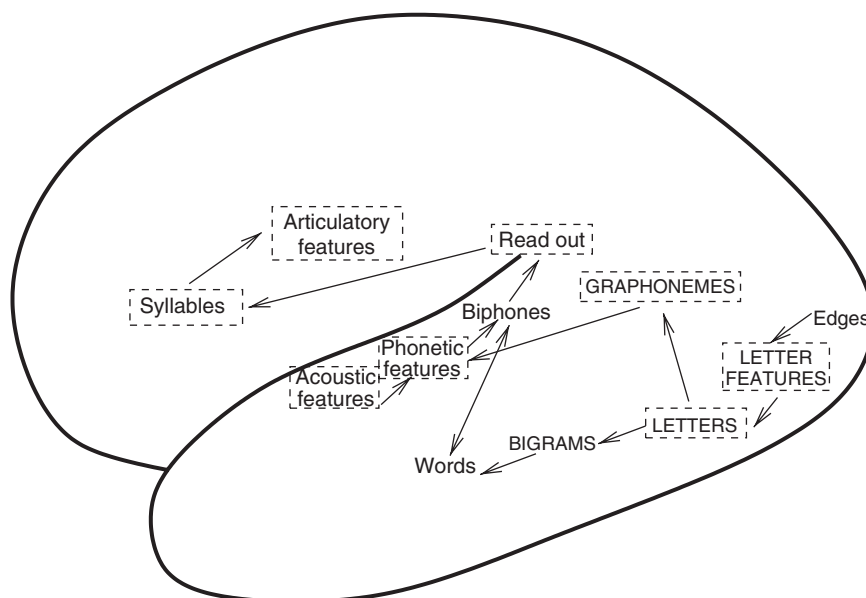 Articulatory
features
Read out
Syllables
GRAPHONEMES
Biphones
Edges
Phonetic
features
LETTER
FEATURES
Acoustic
features
LETTERS
BIGRAMS
Words